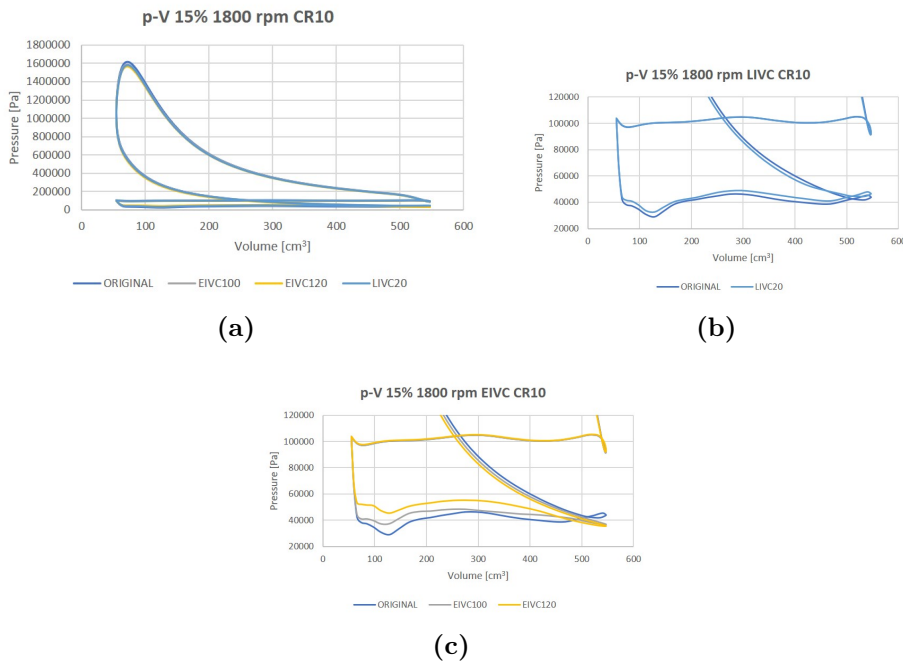 p-V 15% 1800 rpm CR10
1800000
1600000
1400000
1200000
1000000
800000
600000
400000
200000
0
Pressure [Pa]
0 100 200 300 400 500 600
Volume [cm³]
ORIGINAL EIVC100 EIVC120 LIVC20
(a)
p-V 15% 1800 rpm LIVC CR10
120000
100000
80000
60000
40000
20000
Pressure [Pa]
0 100 200 300 400 500 600
Volume [cm³]
ORIGINAL LIVC20
(b)
p-V 15% 1800 rpm EIVC CR10
120000
100000
80000
60000
40000
20000
Pressure [Pa]
0 100 200 300 400 500 600
Volume [cm³]
ORIGINAL EIVC100 EIVC120
(c)